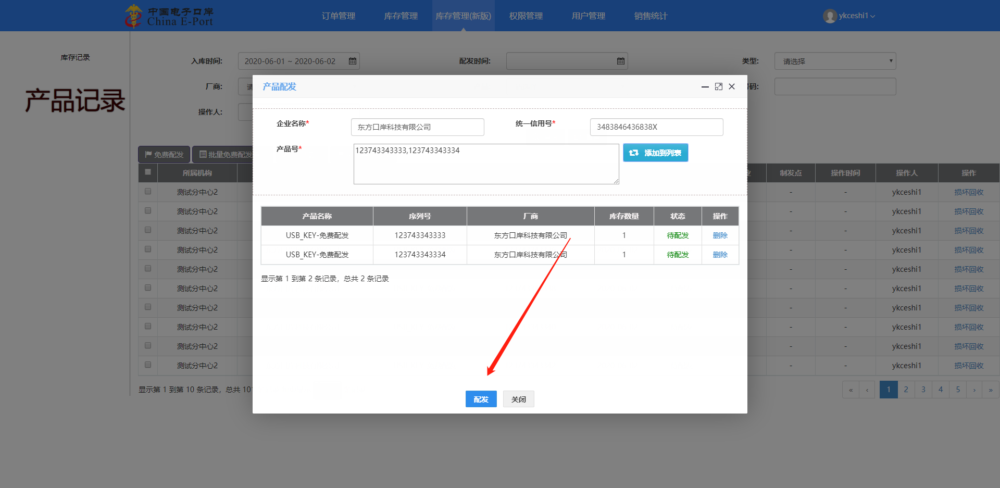 中国电子口岸
China E-Port
订单管理 库存管理 库存管理(新版) 权限管理 用户管理 销售统计 ykceshi1
库存记录
产品记录
入库时间: 2020-06-01 ~ 2020-06-02 配发时间: 类型: 请选择
厂商: 请 号码:
操作人:
免费配发 批量免费配发
所属机构 业 制发点 操作时间 操作人 操作
测试分中心2 - - ykceshi1 损坏回收
测试分中心2 - - ykceshi1 损坏回收
测试分中心2 - - ykceshi1 损坏回收
测试分中心2 - - ykceshi1 损坏回收
测试分中心2 - - ykceshi1 损坏回收
测试分中心2 - - ykceshi1 损坏回收
测试分中心2 - - ykceshi1 损坏回收
测试分中心2 - - ykceshi1 损坏回收
测试分中心2 - - ykceshi1 损坏回收
测试分中心2 - - ykceshi1 损坏回收
显示第 1 到第 10 条记录，总共 101 « ‹ 1 2 3 4 5 › »
产品配发
企业名称* 东方口岸科技有限公司 统一信用号* 3483846436838X
产品号* 123743343333,123743343334 添加到列表
产品名称 序列号 厂商 库存数量 状态 操作
USB_KEY-免费配发 123743343333 东方口岸科技有限公司 1 待配发 删除
USB_KEY-免费配发 123743343334 东方口岸科技有限公司 1 待配发 删除
显示第 1 到第 2 条记录，总共 2 条记录
配发 关闭